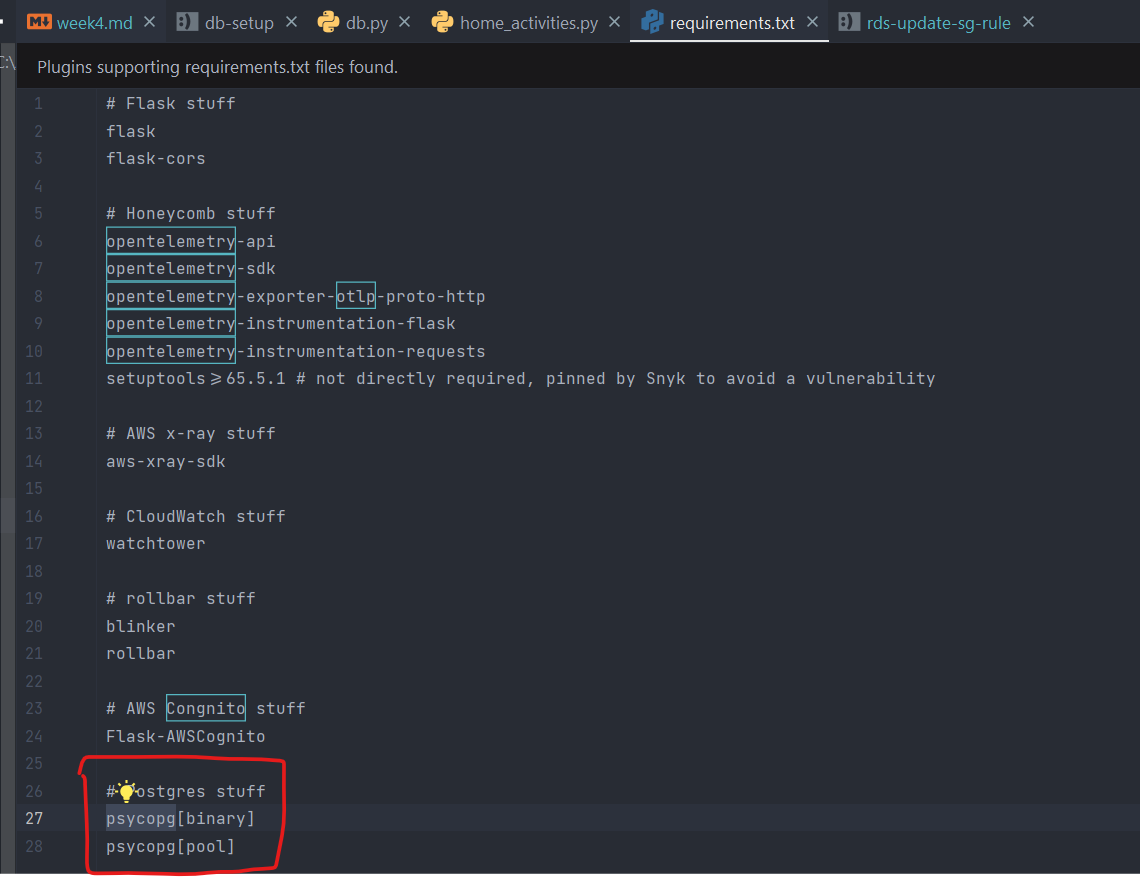 week4.md
db-setup
db.py
home_activities.py
requirements.txt
rds-update-sg-rule
C:\
Plugins supporting requirements.txt files found.
1 # Flask stuff
2 flask
3 flask-cors
4
5 # Honeycomb stuff
6 opentelemetry-api
7 opentelemetry-sdk
8 opentelemetry-exporter-otlp-proto-http
9 opentelemetry-instrumentation-flask
10 opentelemetry-instrumentation-requests
11 setuptools>=65.5.1 # not directly required, pinned by Snyk to avoid a vulnerability
12
13 # AWS x-ray stuff
14 aws-xray-sdk
15
16 # CloudWatch stuff
17 watchtower
18
19 # rollbar stuff
20 blinker
21 rollbar
22
23 # AWS Congnito stuff
24 Flask-AWSCognito
25
26 # ostgres stuff
27 psycopg[binary]
28 psycopg[pool]